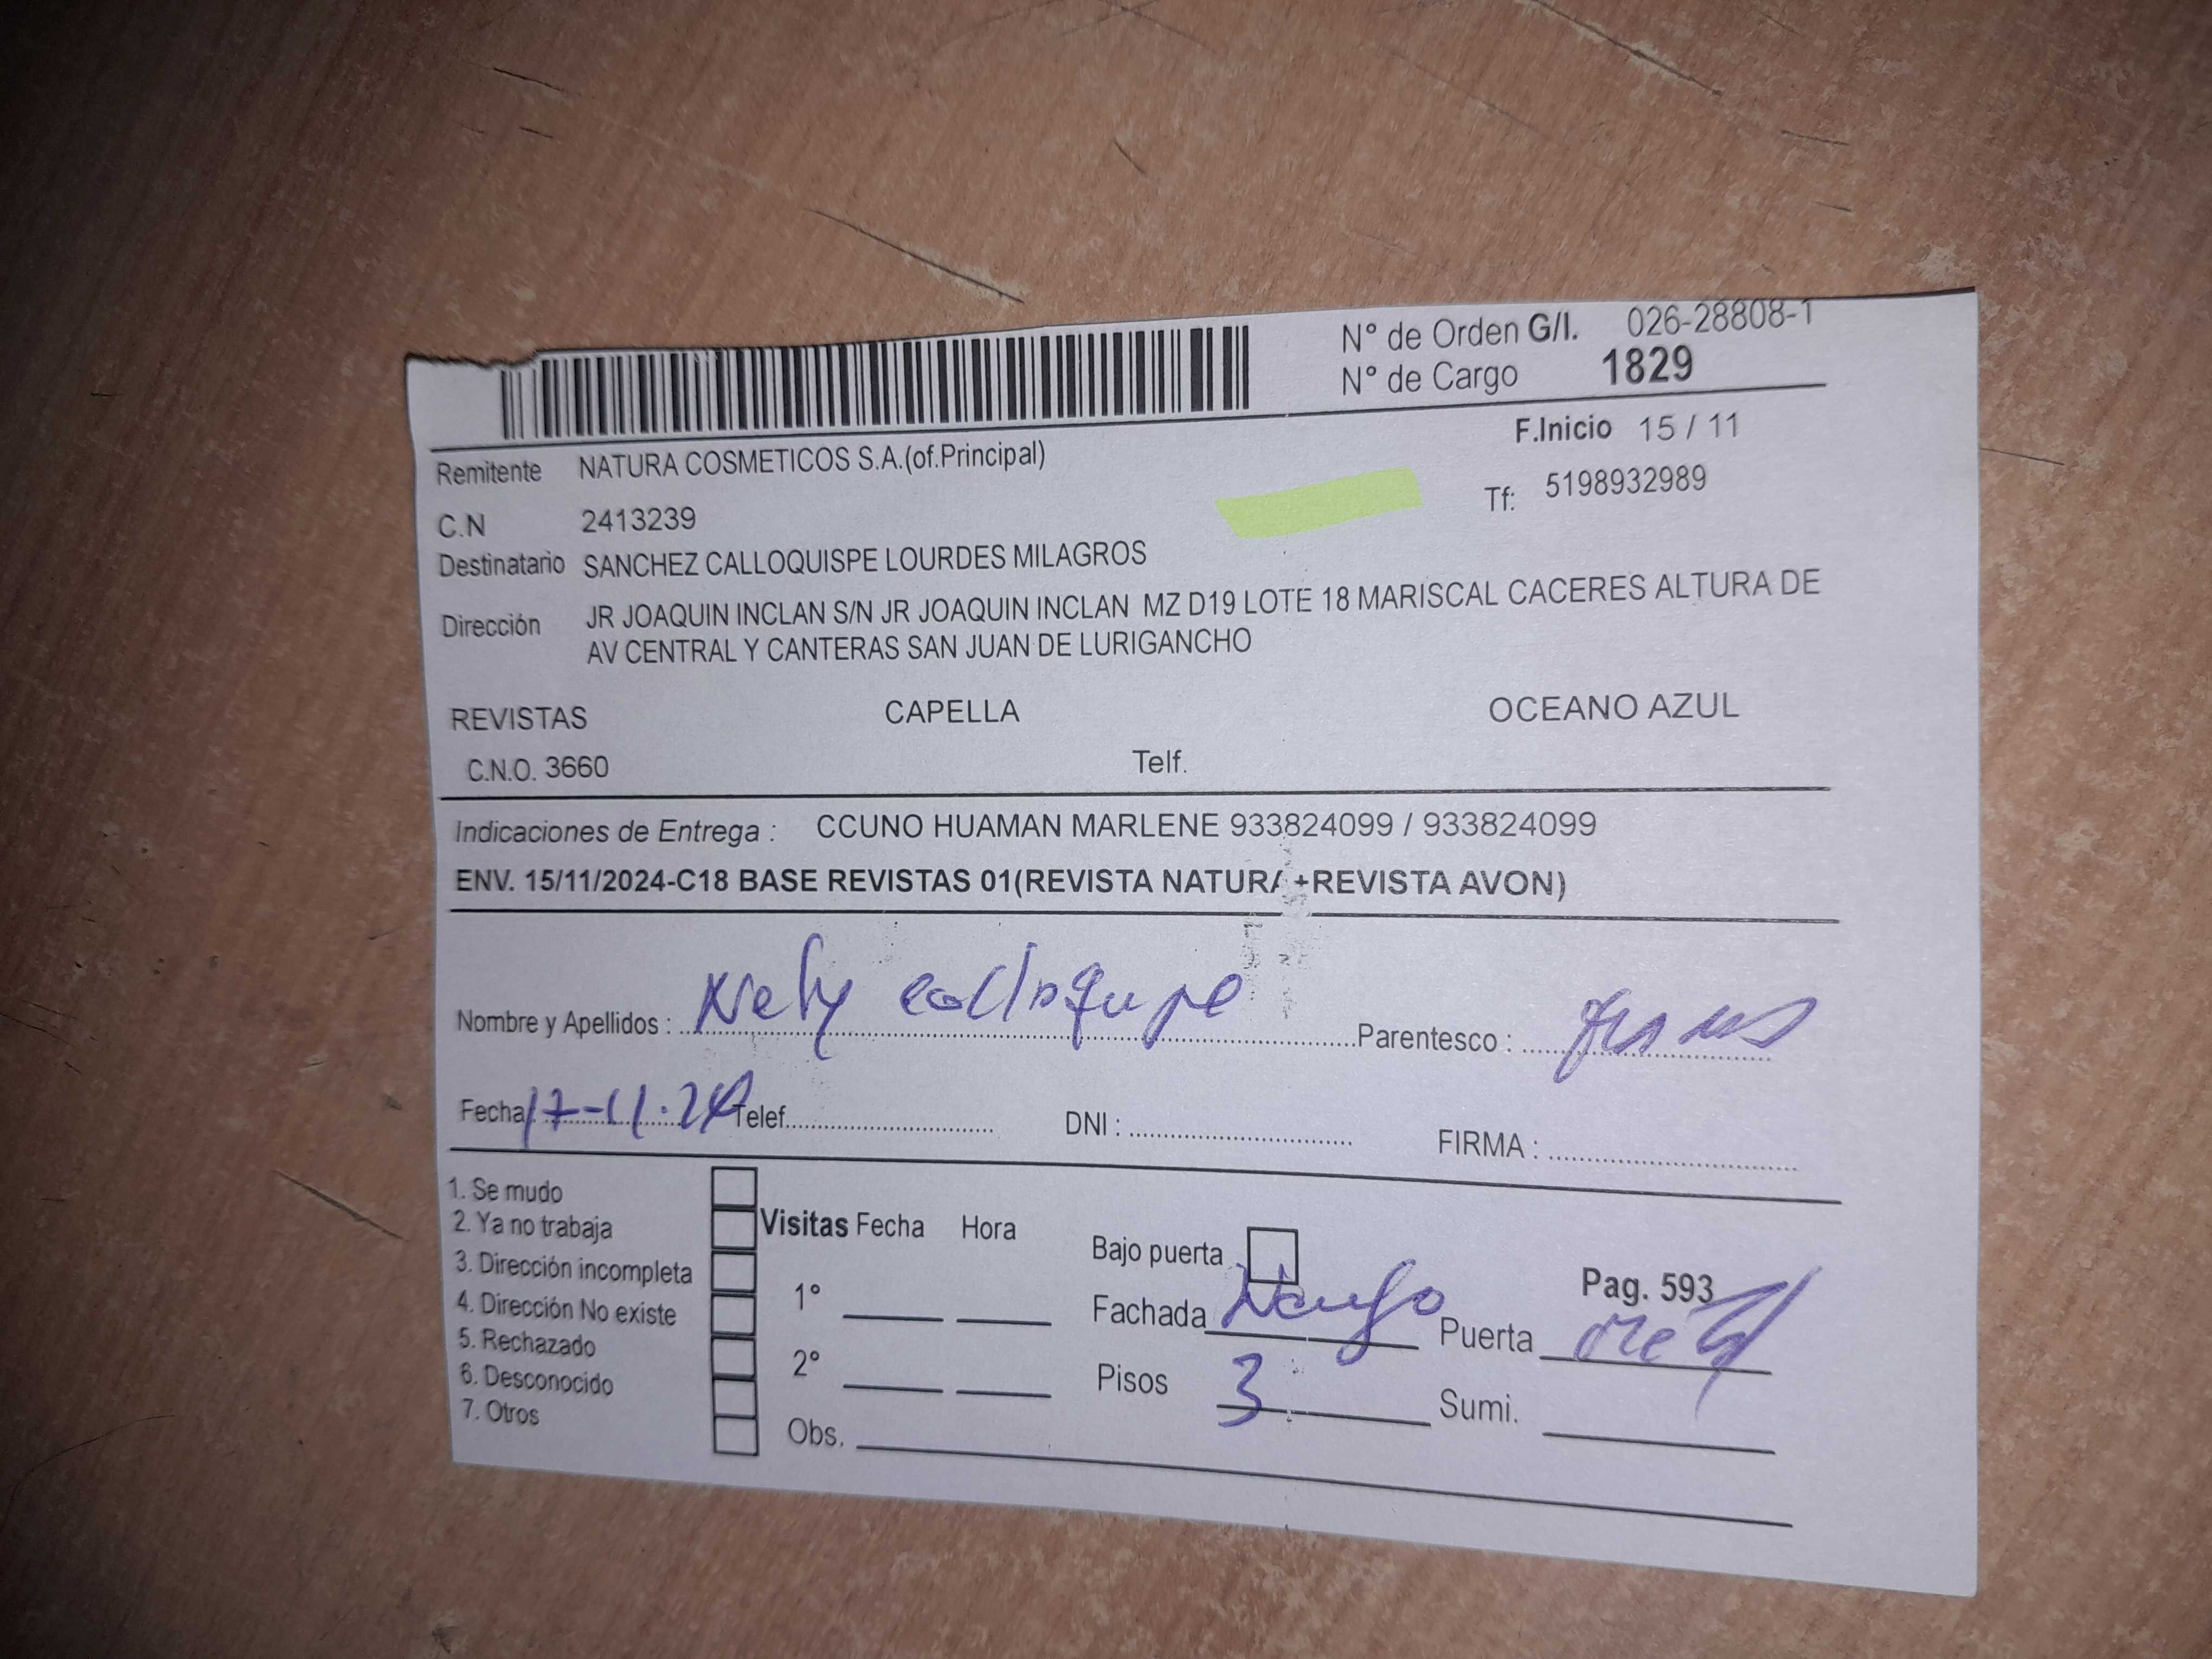 N° de Orden G/I. 026-28808-1
N° de Cargo 1829
F.Inicio 15 / 11
Remitente NATURA COSMETICOS S.A.(of.Principal)
Tf: 5198932989
C.N 2413239
Destinatario SANCHEZ CALLOQUISPE LOURDES MILAGROS
Dirección JR JOAQUIN INCLAN S/N JR JOAQUIN INCLAN MZ D19 LOTE 18 MARISCAL CACERES ALTURA DE
AV CENTRAL Y CANTERAS SAN JUAN DE LURIGANCHO
REVISTAS CAPELLA OCEANO AZUL
C.N.O. 3660 Telf.
Indicaciones de Entrega : CCUNO HUAMAN MARLENE 933824099 / 933824099
ENV. 15/11/2024-C18 BASE REVISTAS 01(REVISTA NATURA +REVISTA AVON)
Nombre y Apellidos : Nely Parentesco :
Fecha: 17-11-24 Telef. DNI : FIRMA :
1. Se mudo
2. Ya no trabaja
3. Dirección incompleta
4. Dirección No existe
5. Rechazado
6. Desconocido
7. Otros
Visitas Fecha Hora
1°
2°
Obs.
Bajo puerta
Fachada
Pisos 3
Pag. 593
Puerta
Sumi.